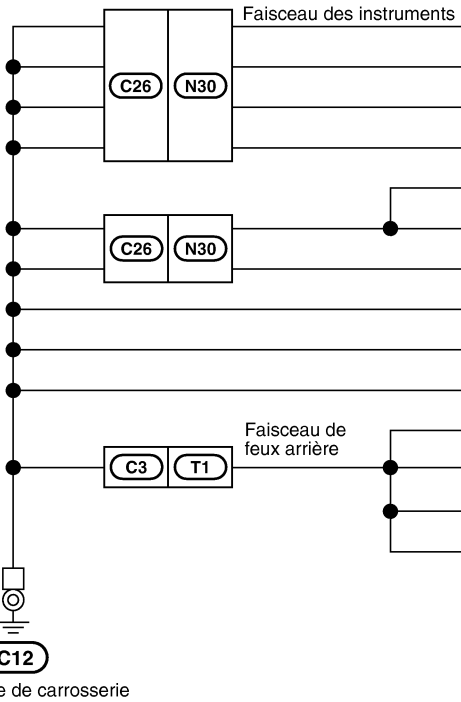 Faisceau des instruments
C26 N30
C26 N30
Faisceau de
feux arrière
C3 T1
C12
e de carrosserie